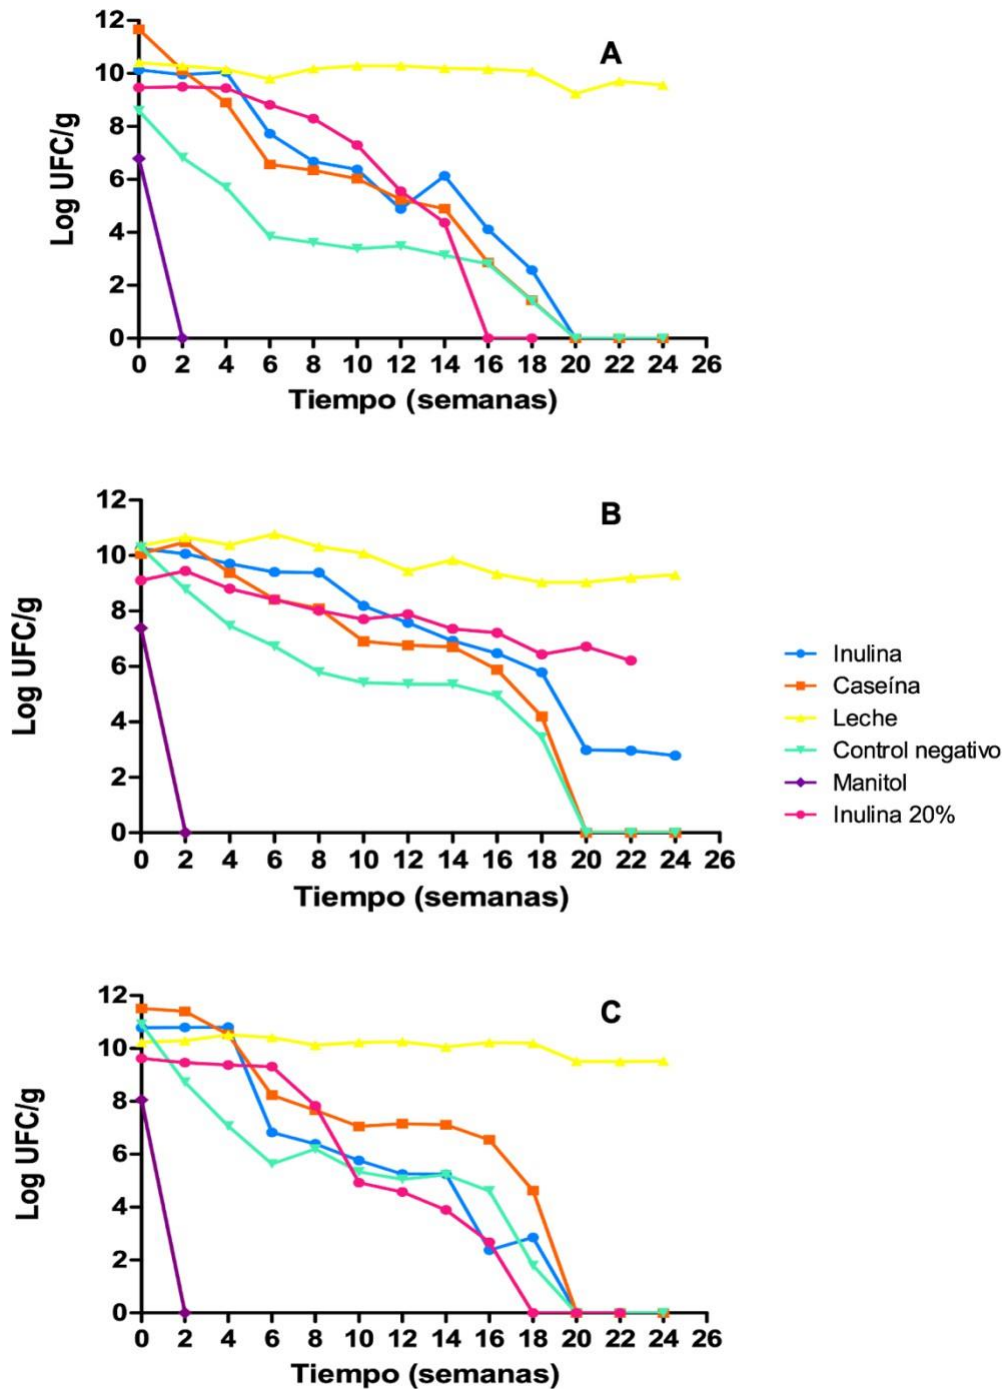 A
12
10
8
6
4
2
0
Log UFC/g
0 2 4 6 8 10 12 14 16 18 20 22 24 26
Tiempo (semanas)
B
12
10
8
6
4
2
0
Log UFC/g
0 2 4 6 8 10 12 14 16 18 20 22 24 26
Tiempo (semanas)
Inulina
Caseína
Leche
Control negativo
Manitol
Inulina 20%
C
12
10
8
6
4
2
0
Log UFC/g
0 2 4 6 8 10 12 14 16 18 20 22 24 26
Tiempo (semanas)